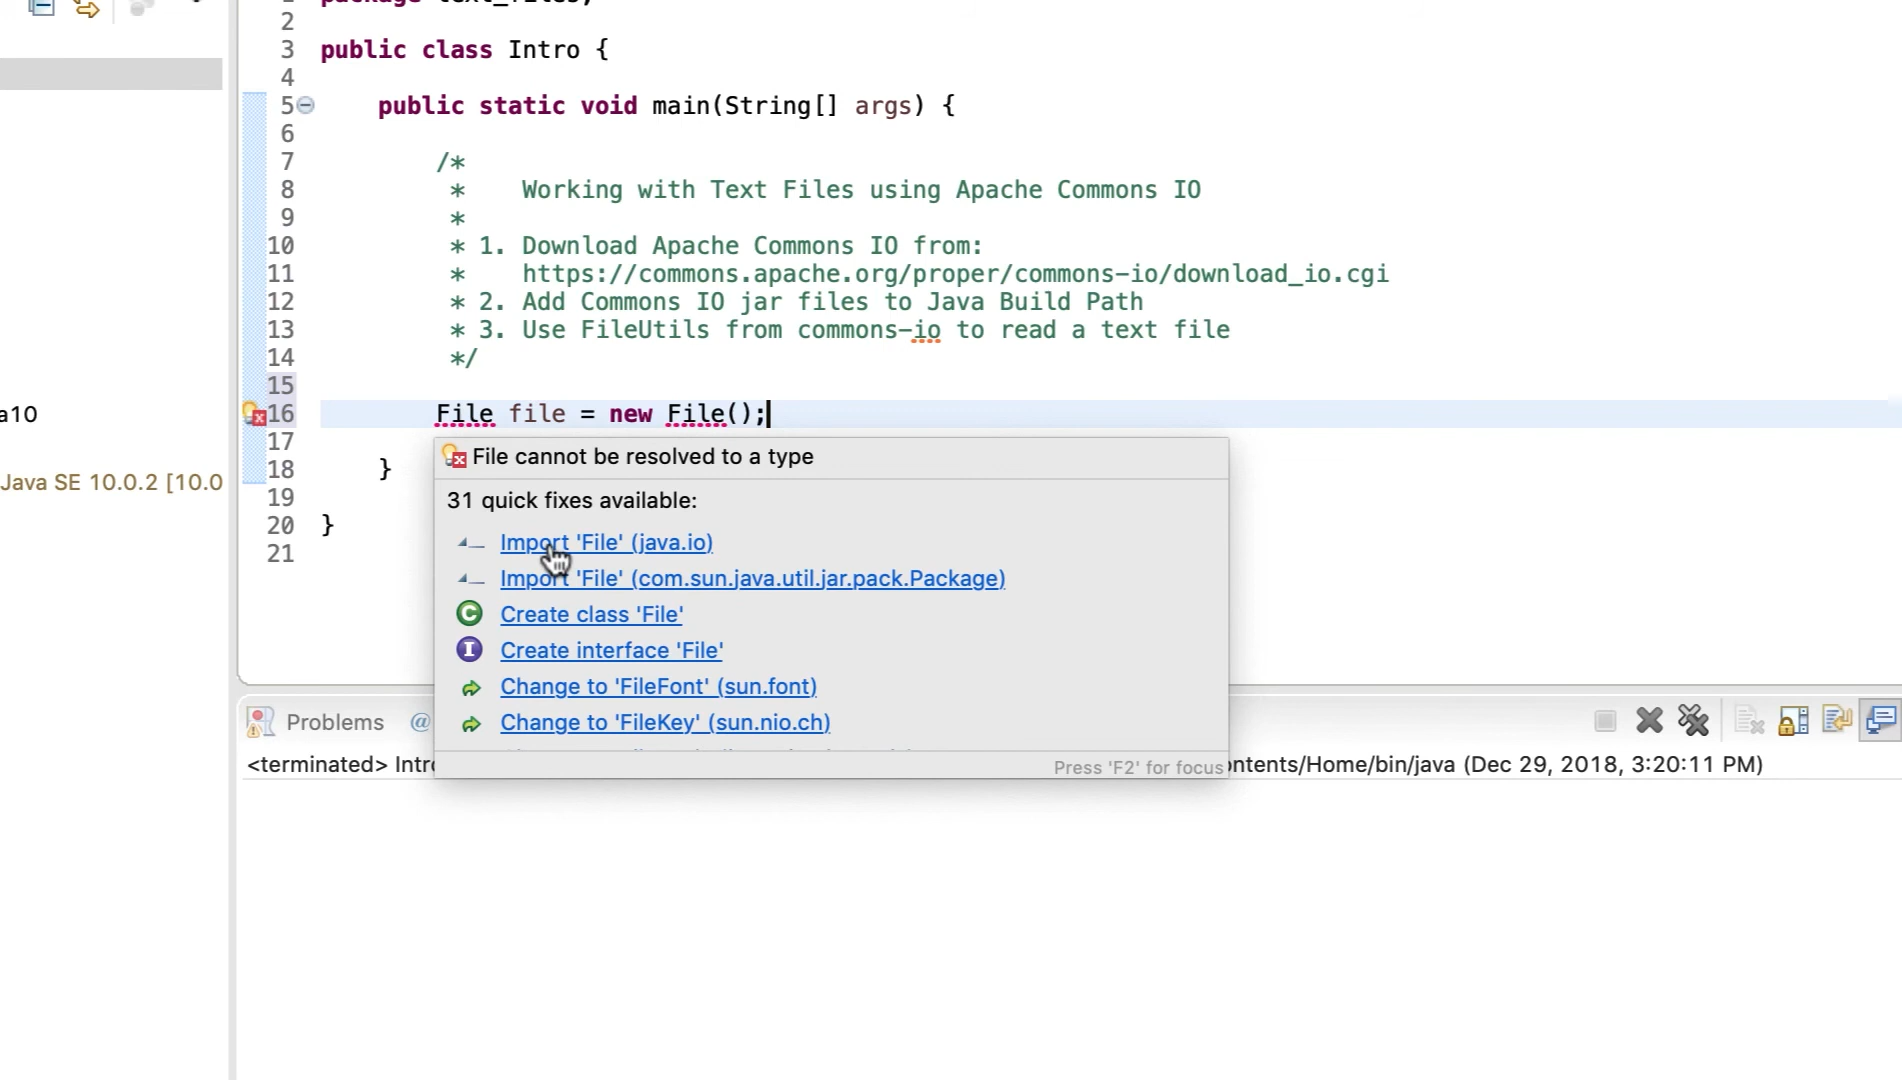 package text_files;
2
3 public class Intro {
4
5 public static void main(String[] args) {
6
7 /*
8 * Working with Text Files using Apache Commons IO
9 *
10 * 1. Download Apache Commons IO from:
11 * https://commons.apache.org/proper/commons-io/download_io.cgi
12 * 2. Add Commons IO jar files to Java Build Path
13 * 3. Use FileUtils from commons-io to read a text file
14 */
15
a10
16 File file = new File();
17
File cannot be resolved to a type
18 }
Java SE 10.0.2 [10.0
19
31 quick fixes available:
20 }
21
Import 'File' (java.io)
Import 'File' (com.sun.java.util.jar.pack.Package)
Create class 'File'
Create interface 'File'
Change to 'FileFont' (sun.font)
Change to 'FileKey' (sun.nio.ch)
Press 'F2' for focus
Problems @
<terminated> Intro
ontents/Home/bin/java (Dec 29, 2018, 3:20:11 PM)